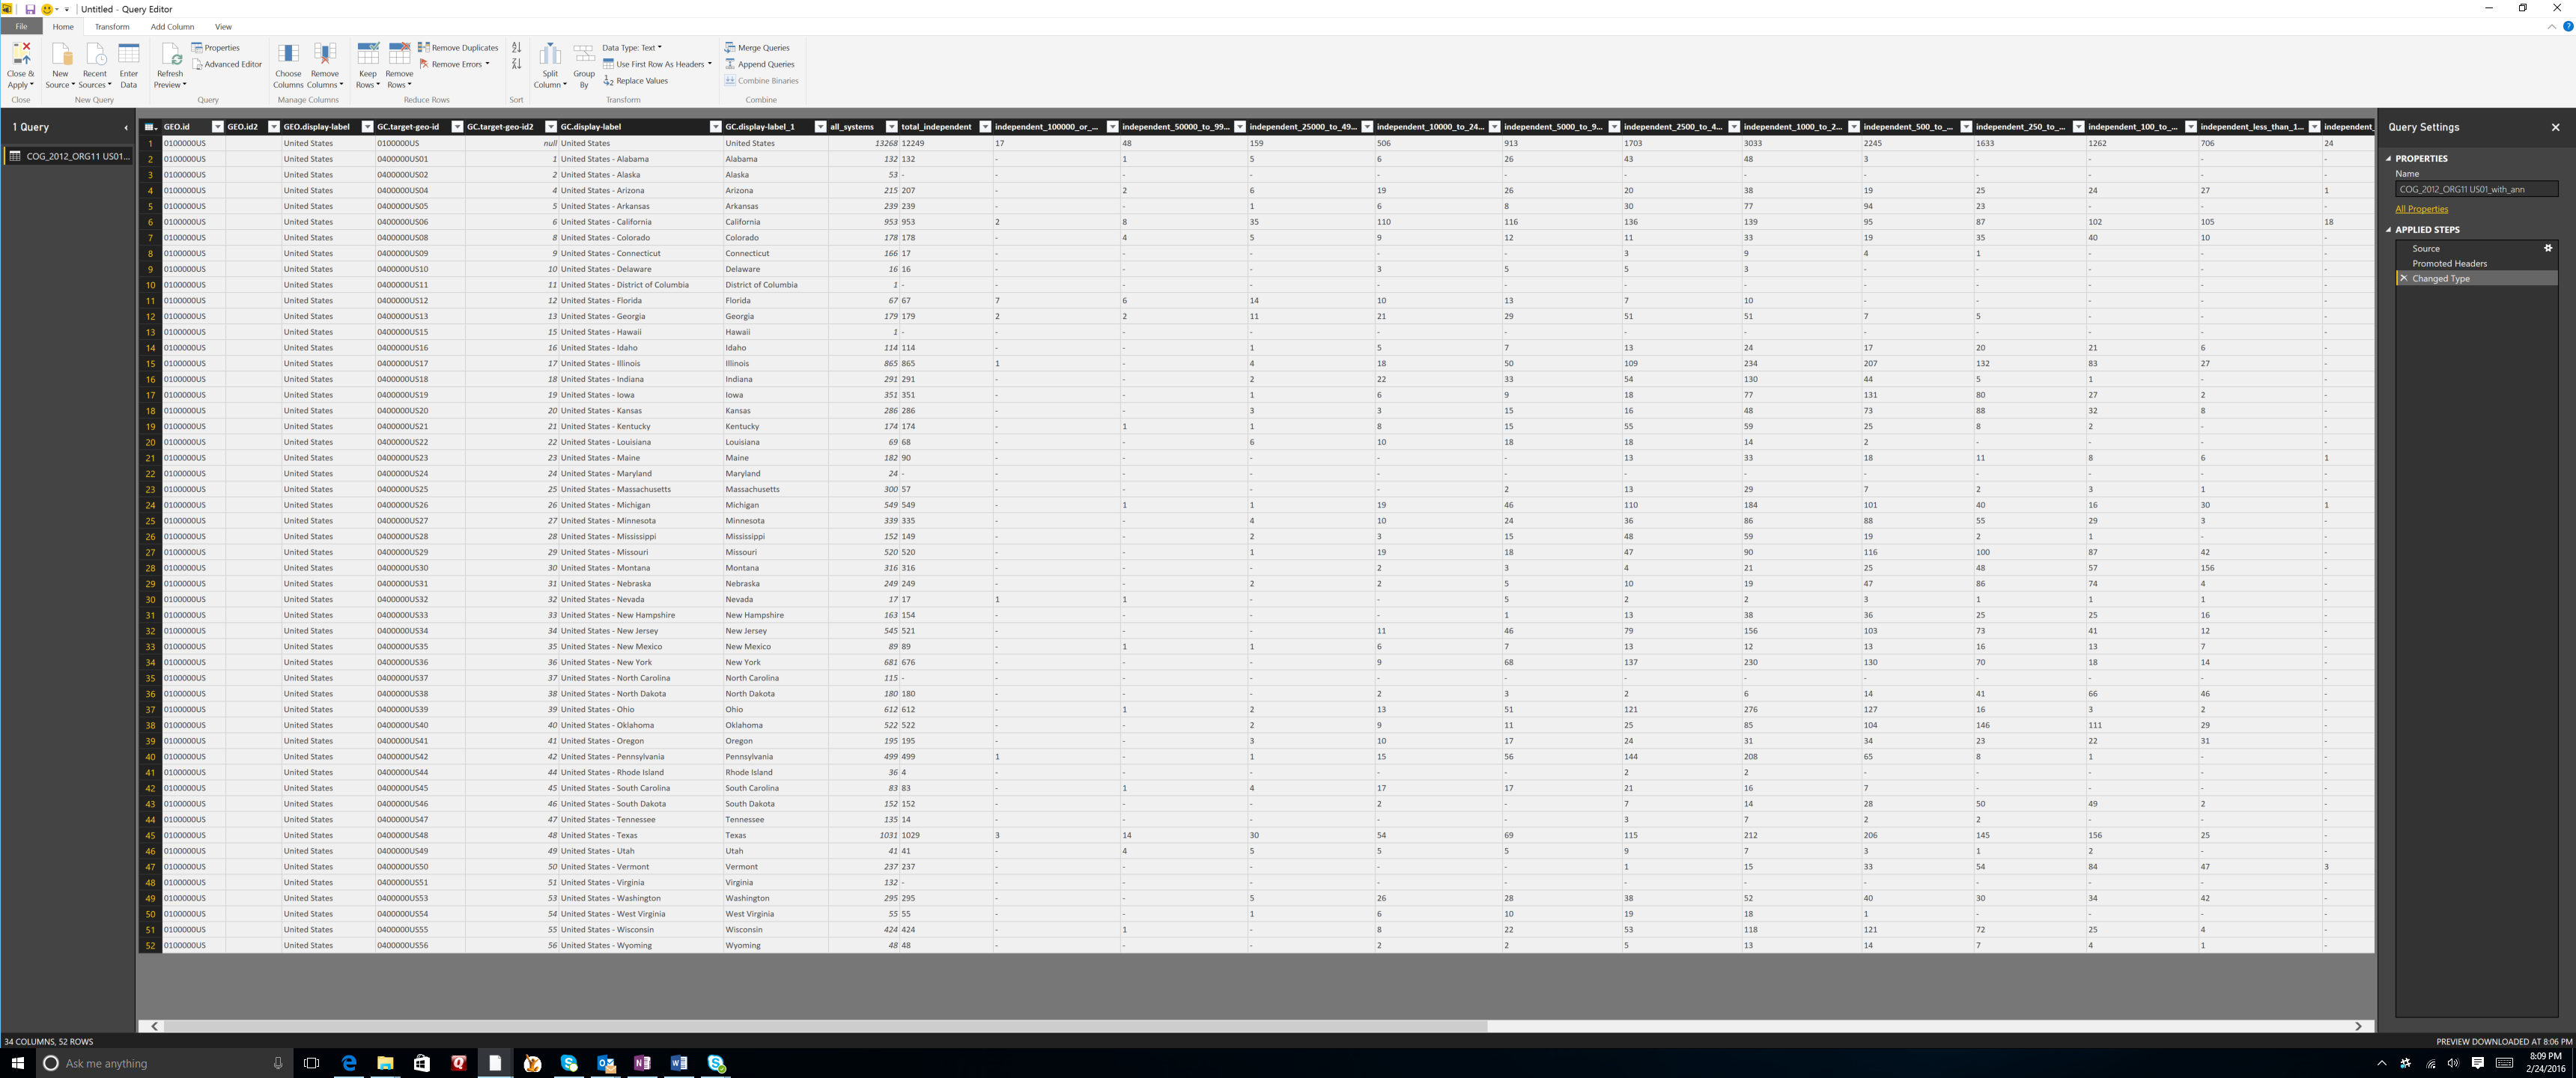 Untitled - Query Editor
File Home Transform Add Column View
Close & Apply New Source Recent Sources Enter Data Refresh Preview Properties Advanced Editor Choose Columns Remove Columns Keep Rows Remove Rows Remove Duplicates Remove Errors Split Column Group By Data Type: Text Use First Row As Headers Replace Values Merge Queries Append Queries Combine Binaries
Close New Query Query Manage Columns Reduce Rows Sort Transform Combine
1 Query
COG_2012_ORG11 US01...
GEO.id GEO.id2 GEO.display-label GC.target-geo-id GC.target-geo-id2 GC.display-label GC.display-label_1 all_systems total_independent independent_100000_or_... independent_50000_to_99... independent_25000_to_49... independent_10000_to_24... independent_5000_to_9... independent_2500_to_4... independent_1000_to_2... independent_500_to_... independent_250_to_... independent_100_to_... independent_less_than_1... independent_
1 0100000US United States 0100000US null United States United States 13268 12249 17 48 159 506 913 1703 3033 2245 1633 1262 706 24
2 0100000US United States 0400000US01 1 United States - Alabama Alabama 132 132 - 1 5 6 26 43 48 3 - - - -
3 0100000US United States 0400000US02 2 United States - Alaska Alaska 53 - - - - - - - - - - - - -
4 0100000US United States 0400000US04 4 United States - Arizona Arizona 215 207 - 2 6 19 26 20 38 19 25 24 27 1
5 0100000US United States 0400000US05 5 United States - Arkansas Arkansas 239 239 - - 1 6 8 30 77 94 23 - - -
6 0100000US United States 0400000US06 6 United States - California California 953 953 2 8 35 110 116 136 139 95 87 102 105 18
7 0100000US United States 0400000US08 8 United States - Colorado Colorado 178 178 - 4 5 9 12 11 33 19 35 40 10 -
8 0100000US United States 0400000US09 9 United States - Connecticut Connecticut 166 17 - - - - - 3 9 4 1 - - -
9 0100000US United States 0400000US10 10 United States - Delaware Delaware 16 16 - - - 3 5 5 3 - - - - -
10 0100000US United States 0400000US11 11 United States - District of Columbia District of Columbia 1 - - - - - - - - - - - - -
11 0100000US United States 0400000US12 12 United States - Florida Florida 67 67 7 6 14 10 13 7 10 - - - - -
12 0100000US United States 0400000US13 13 United States - Georgia Georgia 179 179 2 2 11 21 29 51 51 7 5 - - -
13 0100000US United States 0400000US15 15 United States - Hawaii Hawaii 1 - - - - - - - - - - - - -
14 0100000US United States 0400000US16 16 United States - Idaho Idaho 114 114 - - 1 5 7 13 24 17 20 21 6 -
15 0100000US United States 0400000US17 17 United States - Illinois Illinois 865 865 1 - 4 18 50 109 234 207 132 83 27 -
16 0100000US United States 0400000US18 18 United States - Indiana Indiana 291 291 - - 2 22 33 54 130 44 5 1 - -
17 0100000US United States 0400000US19 19 United States - Iowa Iowa 351 351 - - 1 6 9 18 77 131 80 27 2 -
18 0100000US United States 0400000US20 20 United States - Kansas Kansas 286 286 - - 3 3 15 16 48 73 88 32 8 -
19 0100000US United States 0400000US21 21 United States - Kentucky Kentucky 174 174 - 1 1 8 15 55 59 25 8 2 - -
20 0100000US United States 0400000US22 22 United States - Louisiana Louisiana 69 68 - - 6 10 18 18 14 2 - - - -
21 0100000US United States 0400000US23 23 United States - Maine Maine 182 90 - - - - - 13 33 18 11 8 6 1
22 0100000US United States 0400000US24 24 United States - Maryland Maryland 24 - - - - - - - - - - - - -
23 0100000US United States 0400000US25 25 United States - Massachusetts Massachusetts 300 57 - - - - 2 13 29 7 2 3 1 -
24 0100000US United States 0400000US26 26 United States - Michigan Michigan 549 549 - 1 1 19 46 110 184 101 40 16 30 1
25 0100000US United States 0400000US27 27 United States - Minnesota Minnesota 339 335 - - 4 10 24 36 86 88 55 29 3 -
26 0100000US United States 0400000US28 28 United States - Mississippi Mississippi 152 149 - - 2 3 15 48 59 19 2 1 - -
27 0100000US United States 0400000US29 29 United States - Missouri Missouri 520 520 - - 1 19 18 47 90 116 100 87 42 -
28 0100000US United States 0400000US30 30 United States - Montana Montana 316 316 - - - 2 3 4 21 25 48 57 156 -
29 0100000US United States 0400000US31 31 United States - Nebraska Nebraska 249 249 - - 2 2 5 10 19 47 86 74 4 -
30 0100000US United States 0400000US32 32 United States - Nevada Nevada 17 17 1 1 - - 5 2 2 3 1 1 1 -
31 0100000US United States 0400000US33 33 United States - New Hampshire New Hampshire 163 154 - - - - 1 13 38 36 25 25 16 -
32 0100000US United States 0400000US34 34 United States - New Jersey New Jersey 545 521 - - - 11 46 79 156 103 73 41 12 -
33 0100000US United States 0400000US35 35 United States - New Mexico New Mexico 89 89 - 1 1 6 7 13 12 13 16 13 7 -
34 0100000US United States 0400000US36 36 United States - New York New York 681 676 - - - 9 68 137 230 130 70 18 14 -
35 0100000US United States 0400000US37 37 United States - North Carolina North Carolina 115 - - - - - - - - - - - - -
36 0100000US United States 0400000US38 38 United States - North Dakota North Dakota 180 180 - - - 2 3 2 6 14 41 66 46 -
37 0100000US United States 0400000US39 39 United States - Ohio Ohio 612 612 - 1 2 13 51 121 276 127 16 3 2 -
38 0100000US United States 0400000US40 40 United States - Oklahoma Oklahoma 522 522 - - 2 9 11 25 85 104 146 111 29 -
39 0100000US United States 0400000US41 41 United States - Oregon Oregon 195 195 - - 3 10 17 24 31 34 23 22 31 -
40 0100000US United States 0400000US42 42 United States - Pennsylvania Pennsylvania 499 499 1 - 1 15 56 144 208 65 8 1 - -
41 0100000US United States 0400000US44 44 United States - Rhode Island Rhode Island 36 4 - - - - - 2 2 - - - - -
42 0100000US United States 0400000US45 45 United States - South Carolina South Carolina 83 83 - 1 4 17 17 21 16 7 - - - -
43 0100000US United States 0400000US46 46 United States - South Dakota South Dakota 152 152 - - - 2 - 7 14 28 50 49 2 -
44 0100000US United States 0400000US47 47 United States - Tennessee Tennessee 135 14 - - - - - 3 7 2 2 - - -
45 0100000US United States 0400000US48 48 United States - Texas Texas 1031 1029 3 14 30 54 69 115 212 206 145 156 25 -
46 0100000US United States 0400000US49 49 United States - Utah Utah 41 41 - 4 5 5 5 9 7 3 1 2 - -
47 0100000US United States 0400000US50 50 United States - Vermont Vermont 237 237 - - - - - 1 15 33 54 84 47 3
48 0100000US United States 0400000US51 51 United States - Virginia Virginia 132 - - - - - - - - - - - - -
49 0100000US United States 0400000US53 53 United States - Washington Washington 295 295 - - 5 26 28 38 52 40 30 34 42 -
50 0100000US United States 0400000US54 54 United States - West Virginia West Virginia 55 55 - - 1 6 10 19 18 1 - - - -
51 0100000US United States 0400000US55 55 United States - Wisconsin Wisconsin 424 424 - 1 - 8 22 53 118 121 72 25 4 -
52 0100000US United States 0400000US56 56 United States - Wyoming Wyoming 48 48 - - - 2 2 5 13 14 7 4 1 -
Query Settings
PROPERTIES
Name
COG_2012_ORG11 US01_with_ann
All Properties
APPLIED STEPS
Source
Promoted Headers
Changed Type
34 COLUMNS, 52 ROWS
PREVIEW DOWNLOADED AT 8:06 PM
Ask me anything
8:09 PM
2/24/2016